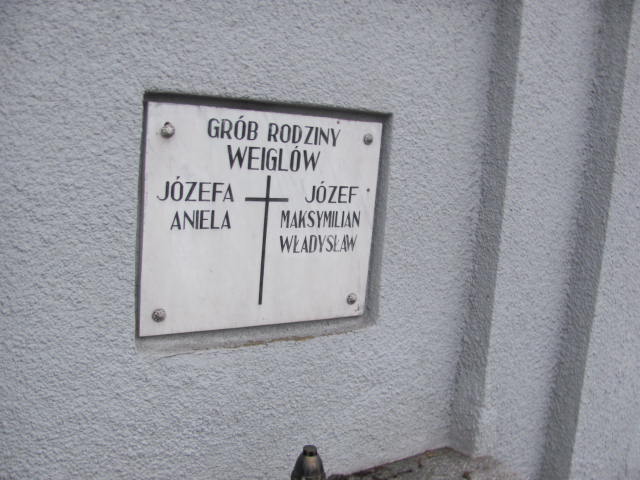 GRÓB RODZINY
WEIGLÓW
JÓZEFA
ANIELA
JÓZEF
MAKSYMILIAN
WŁADYSŁAW